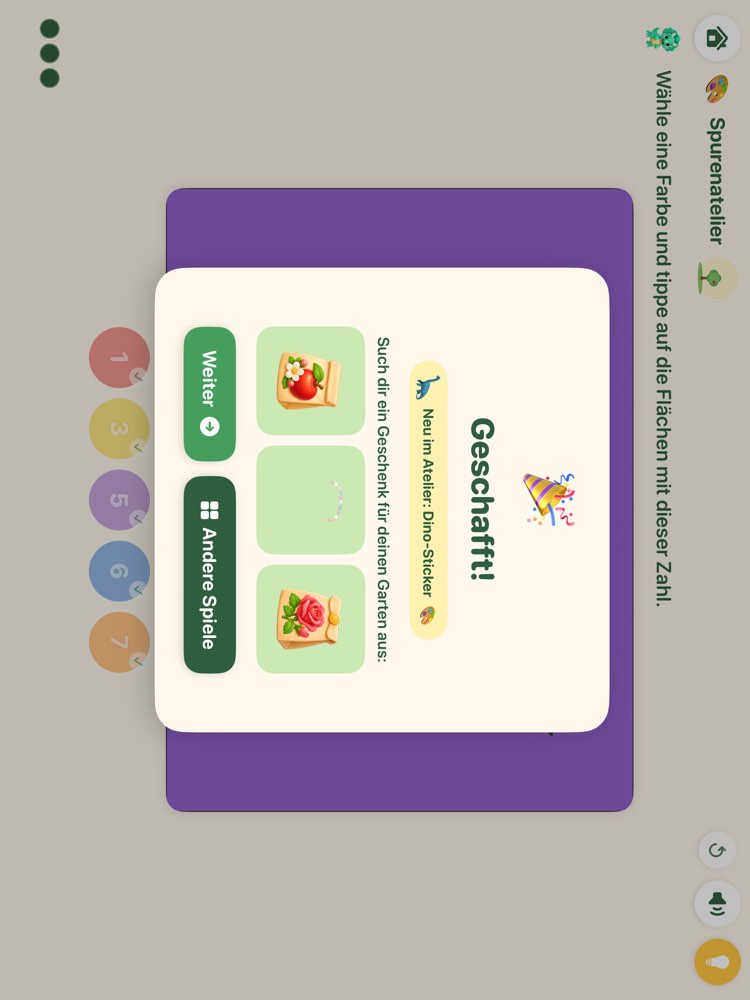 Spurenatelier
Wähle eine Farbe und tippe auf die Flächen mit dieser Zahl.
Geschafft!
Neu im Atelier: Dino-Sticker
Such dir ein Geschenk für deinen Garten aus:
Weiter
Andere Spiele
1
3
5
6
7